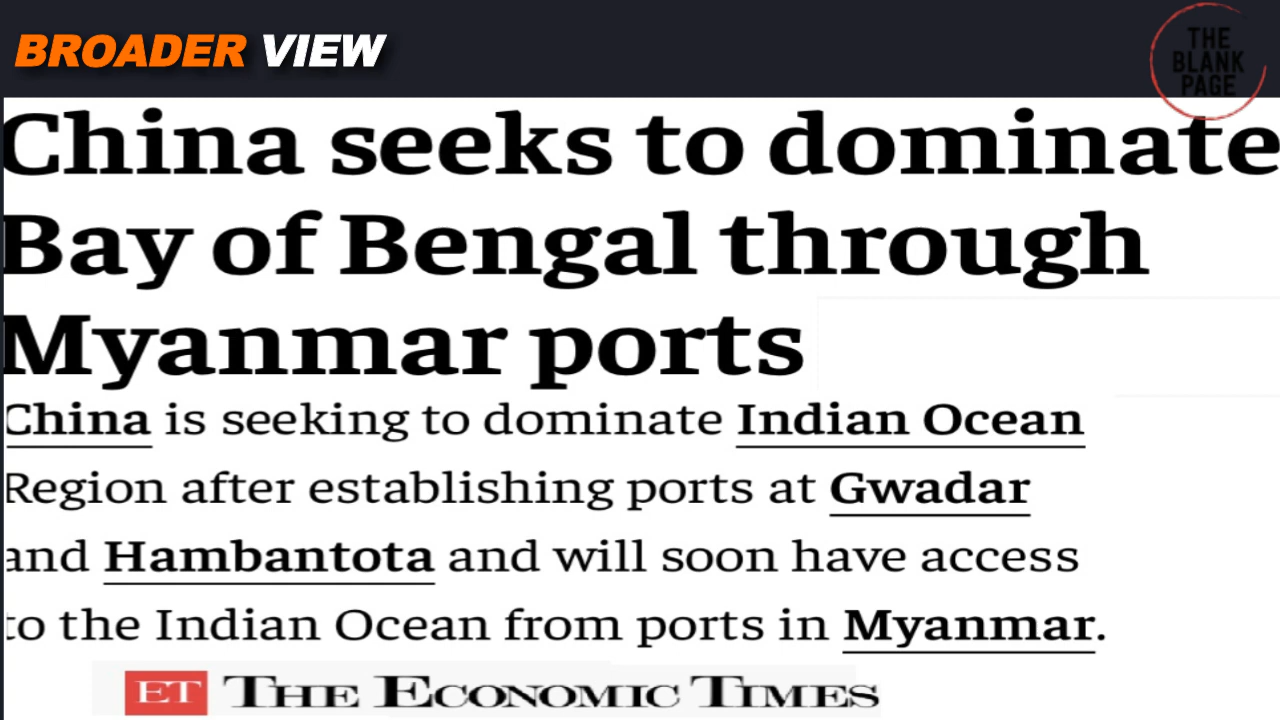 BROADER VIEW
THE
BLANK
PAGE
China seeks to dominate
Bay of Bengal through
Myanmar ports
China is seeking to dominate Indian Ocean
Region after establishing ports at Gwadar
and Hambantota and will soon have access
to the Indian Ocean from ports in Myanmar.
ET THE ECONOMIC TIMES